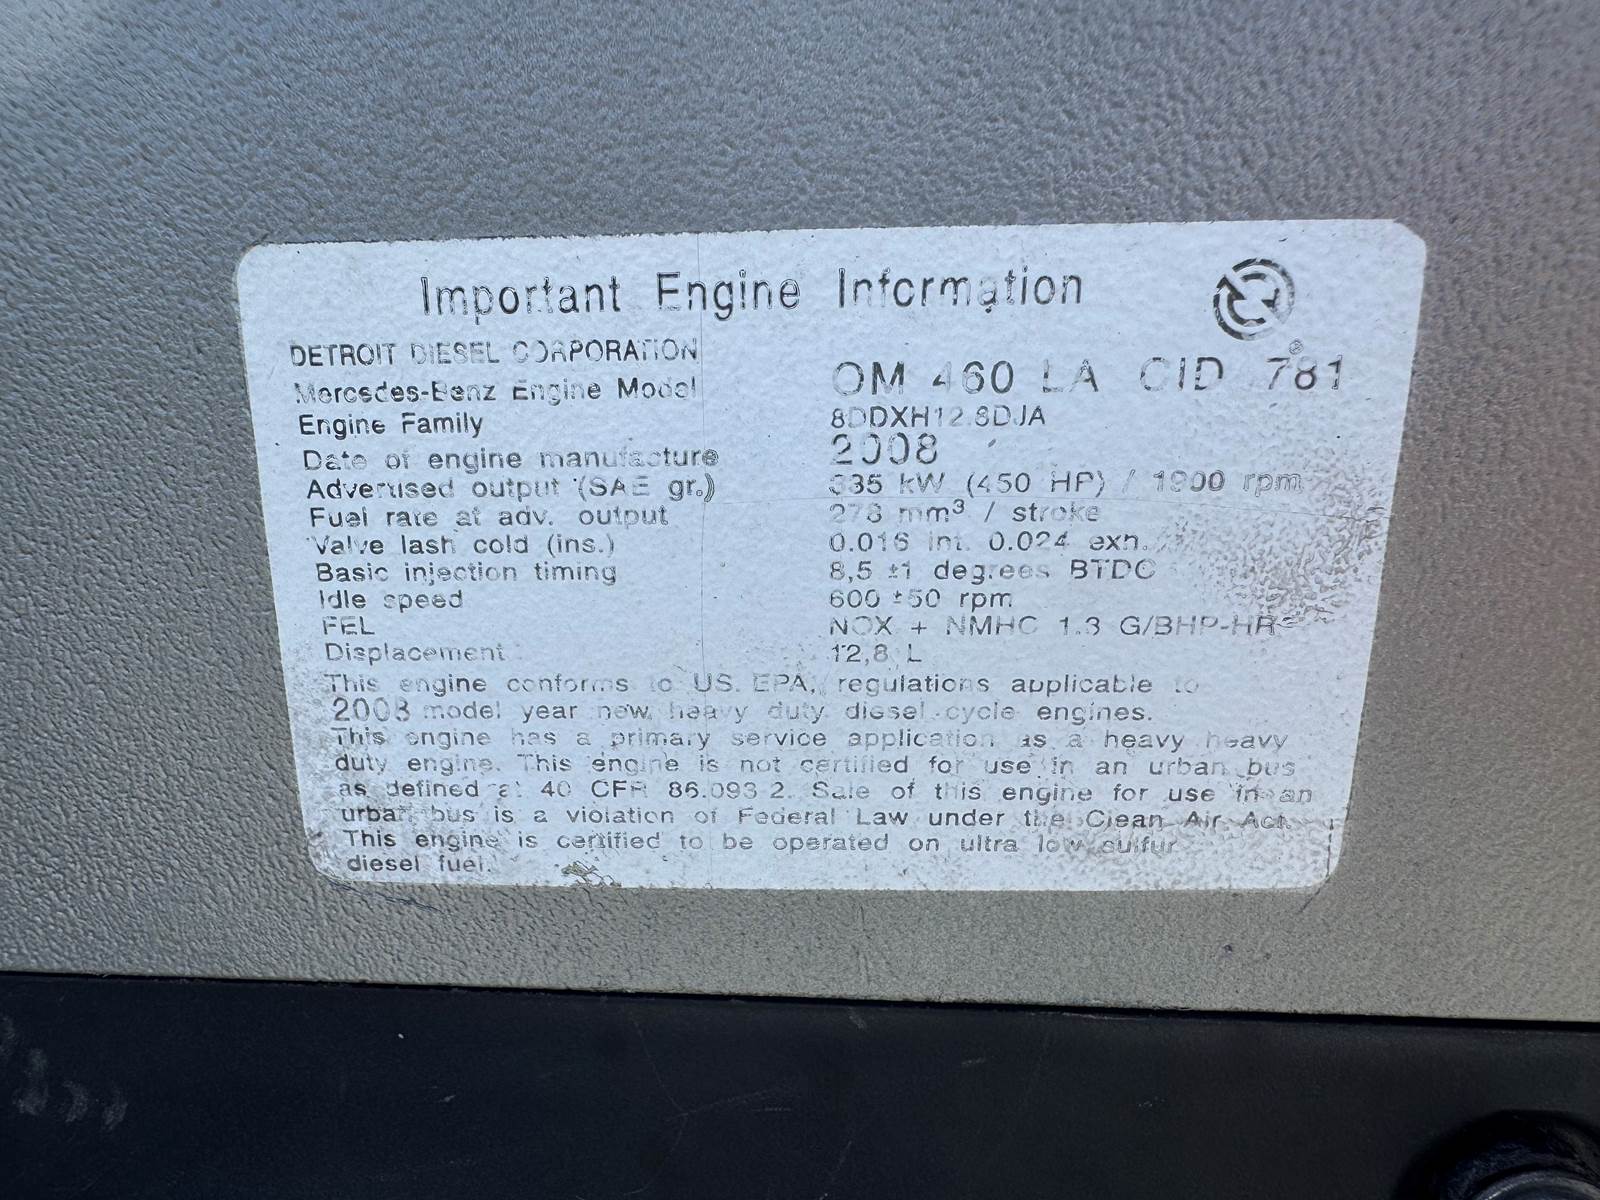 Important Engine Information
DETROIT DIESEL CORPORATION
Mercedes-Benz Engine Model OM 460 LA CID 781
Engine Family 8DDXH12.8DJA
Date of engine manufacture 2008
Advertised output (SAE gr.) 335 kW (450 HP) / 1900 rpm
Fuel rate at adv. output 278 mm³ / stroke
Valve lash cold (ins.) 0.016 int. 0.024 exh.
Basic injection timing 8,5 ±1 degrees BTDC
Idle speed 600 ±50 rpm
FEL NOX + NMHC 1.3 G/BHP-HR
Displacement 12,8 L
This engine conforms to US. EPA, regulations applicable to
2008 model year new, heavy duty diesel cycle engines.
This engine has a primary service application as a heavy heavy
duty engine. This engine is not certified for use in an urban bus
as defined at 40 CFR 86.093 2. Sale of this engine for use in an
urban bus is a violation of Federal Law under the Clean Air Act.
This engine is certified to be operated on ultra low sulfur
diesel fuel.